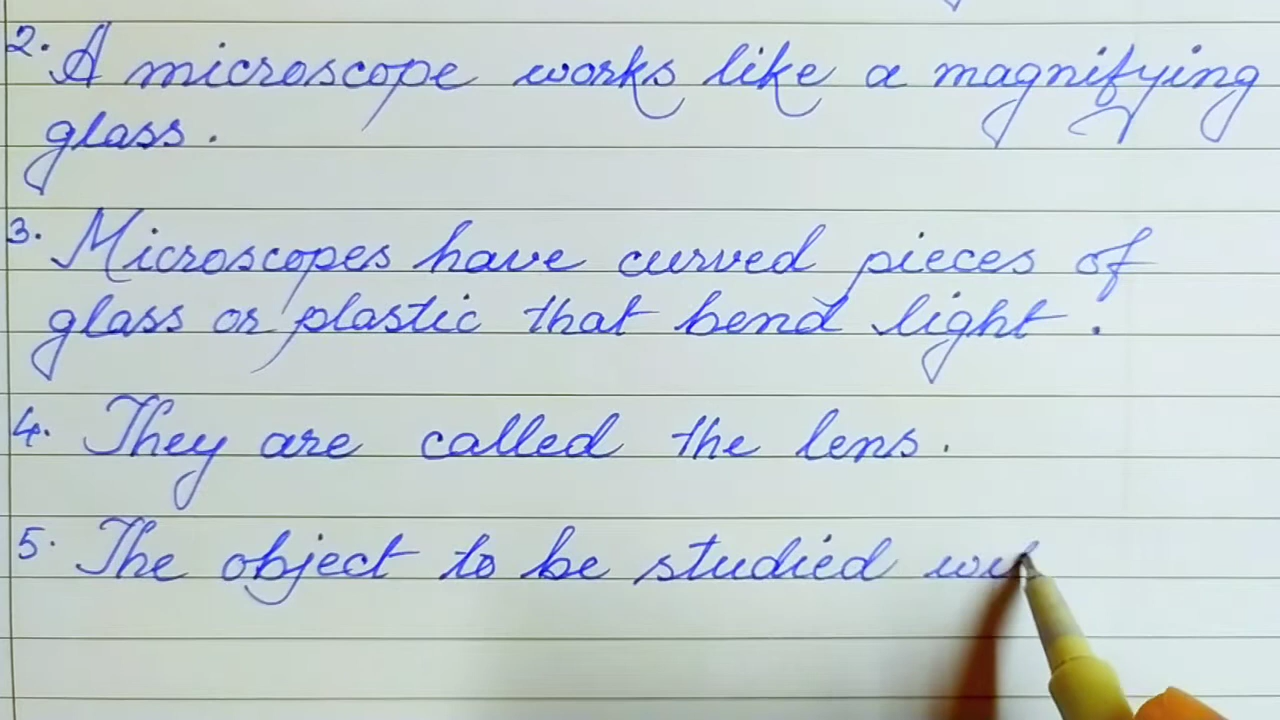 2. A microscope works like a magnifying
glass.
3. Microscopes have curved pieces of
glass or plastic that bend light.
4. They are called the lens.
5. The object to be studied